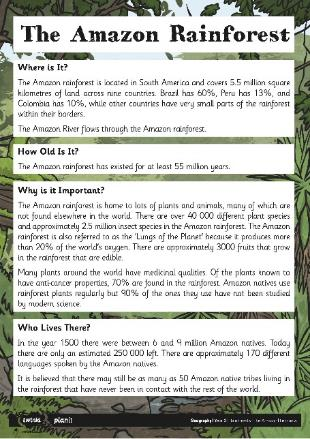 The Amazon Rainforest
Where is It?
The Amazon rainforest is located in South America and covers 5.5 million square
kilometres of land across nine countries. Brazil has 60%, Peru has 13%, and
Colombia has 10%, while other countries have very small parts of the rainforest
within their borders.
The Amazon River flows through the Amazon rainforest.
How Old Is It?
The Amazon rainforest has existed for at least 55 million years.
Why is it Important?
The Amazon rainforest is home to lots of plants and animals, many of which are
not found elsewhere in the world. There are over 40 000 different plant species
and approximately 2.5 million insect species in the Amazon rainforest. The Amazon
rainforest is also referred to as the 'Lungs of the Planet' because it produces more
than 20% of the world's oxygen. There are approximately 3000 fruits that grow
in the rainforest that are edible.
Many plants around the world have medicinal qualities. Of the plants known to
have anti-cancer properties, 70% are found in the rainforest. Amazon natives use
rainforest plants regularly but 90% of the ones they use have not been studied
by modern science.
Who Lives There?
In the year 1500 there were between 6 and 9 million Amazon natives. Today
there are only an estimated 250 000 left. There are approximately 170 different
languages spoken by the Amazon natives.
It is believed that there may still be as many as 50 Amazon native tribes living in
the rainforest that have never been in contact with the rest of the world.
twinkl planit
Geography